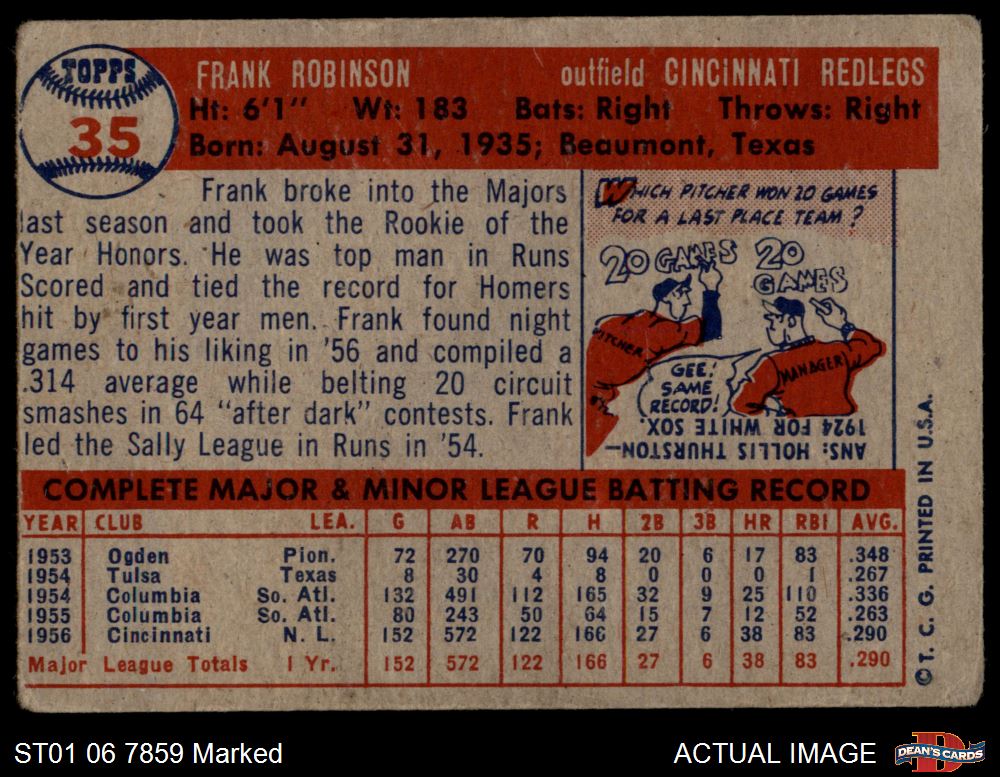 TOPPS
35
FRANK ROBINSON outfield CINCINNATI REDLEGS
Ht: 6'1" Wt: 183 Bats: Right Throws: Right
Born: August 31, 1935; Beaumont, Texas
Frank broke into the Majors
last season and took the Rookie of the
Year Honors. He was top man in Runs
Scored and tied the record for Homers
hit by first year men. Frank found night
games to his liking in '56 and compiled a
.314 average while belting 20 circuit
smashes in 64 "after dark" contests. Frank
led the Sally League in Runs in '54.
WHICH PITCHER WON 20 GAMES
FOR A LAST PLACE TEAM?
20 GAMES
20
GAMES
PITCHER
MANAGER
GEE!
SAME
RECORD!
ANS: HOLLIS THURSTON—
1924 FOR WHITE SOX.
COMPLETE MAJOR & MINOR LEAGUE BATTING RECORD
YEAR CLUB LEA. G AB R H 2B 3B HR RBI AVG.
1953 Ogden Pion. 72 270 70 94 20 6 17 83 .348
1954 Tulsa Texas 8 30 4 8 0 0 0 1 .267
1954 Columbia So. Atl. 132 491 112 165 32 9 25 110 .336
1955 Columbia So. Atl. 80 243 50 64 15 7 12 52 .263
1956 Cincinnati N. L. 152 572 122 166 27 6 38 83 .290
Major League Totals 1 Yr. 152 572 122 166 27 6 38 83 .290
©T. C. G. PRINTED IN U.S.A.
ST01 06 7859 Marked
ACTUAL IMAGE
D
DEAN'S CARDS